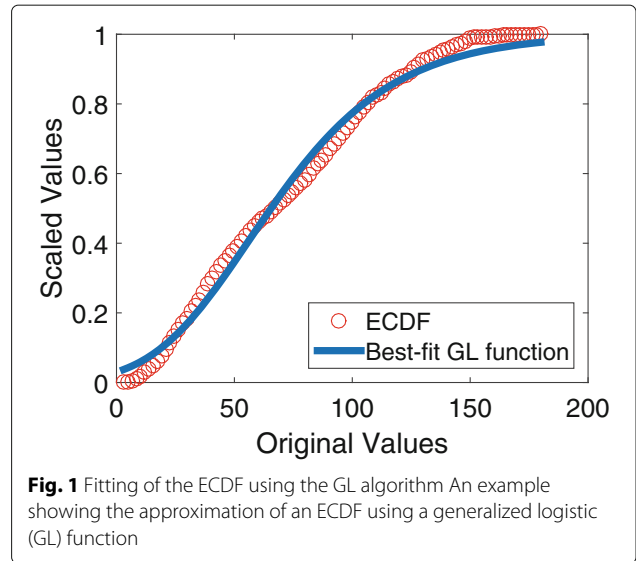 1
0.8
0.6
0.4
0.2
0
Scaled Values
ECDF
Best-fit GL function
0 50 100 150 200
Original Values
Fig. 1 Fitting of the ECDF using the GL algorithm An example
showing the approximation of an ECDF using a generalized logistic
(GL) function